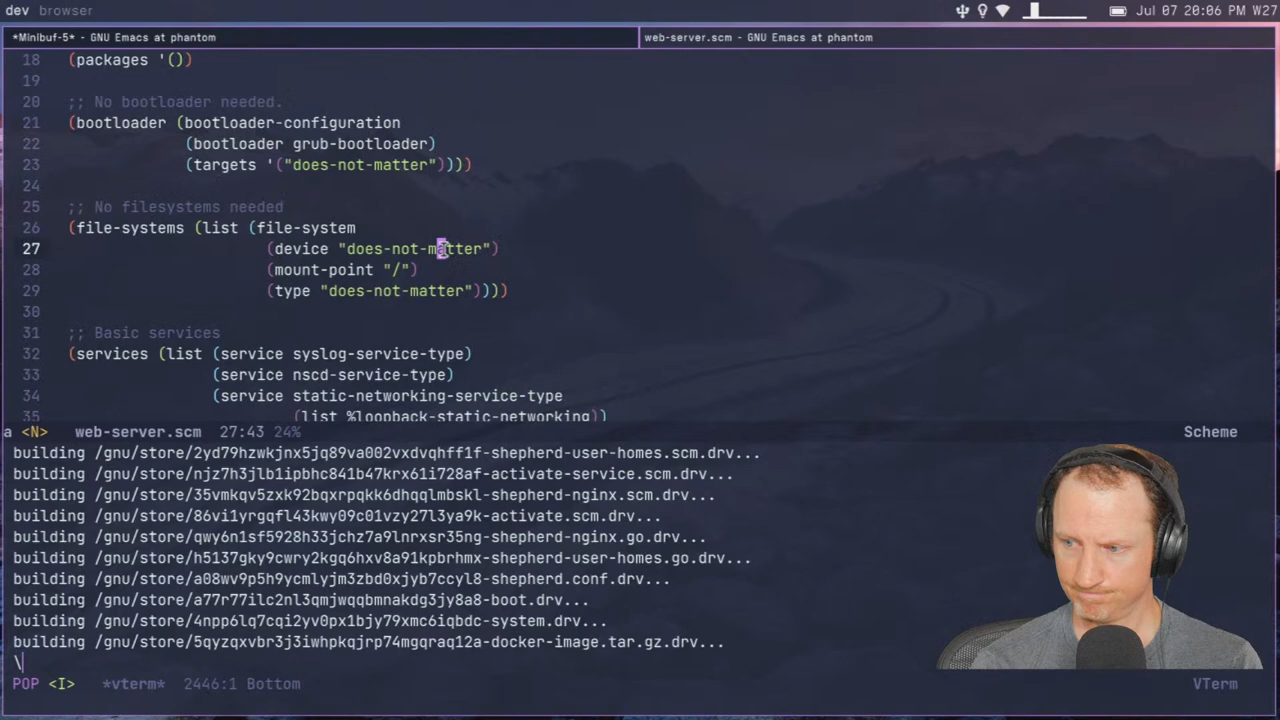 dev browser
Jul 07 20:06 PM W27
*Minibuf-5* - GNU Emacs at phantom
web-server.scm - GNU Emacs at phantom
18 (packages '())
19
20 ;; No bootloader needed.
21 (bootloader (bootloader-configuration
22 (bootloader grub-bootloader)
23 (targets '("does-not-matter"))))
24
25 ;; No filesystems needed
26 (file-systems (list (file-system
27 (device "does-not-matter")
28 (mount-point "/")
29 (type "does-not-matter"))))
30
31 ;; Basic services
32 (services (list (service syslog-service-type)
33 (service nscd-service-type)
34 (service static-networking-service-type
35 (list %loopback-static-networking))
a <N> web-server.scm 27:43 24% Scheme
building /gnu/store/2yd79hzwkjnx5jq89va002vxdvqhff1f-shepherd-user-homes.scm.drv...
building /gnu/store/njz7h3jlb1ipbhc841b47krx61i728af-activate-service.scm.drv...
building /gnu/store/35vmkqv5zxk92bqxrpqkk6dhqqlmbskl-shepherd-nginx.scm.drv...
building /gnu/store/86vi1yrgqfl43kwy09c01vzy27l3ya9k-activate.scm.drv...
building /gnu/store/qwy6n1sf5928h33jchz7a9lnrxsr35ng-shepherd-nginx.go.drv...
building /gnu/store/h5137gky9cwry2kgq6hxv8a91kpbrhmx-shepherd-user-homes.go.drv...
building /gnu/store/a08wv9p5h9ycmlyjm3zbd0xjyb7ccyl8-shepherd.conf.drv...
building /gnu/store/a77r77ilc2nl3qmjwqqbmnakdg3jy8a8-boot.drv...
building /gnu/store/4npp6lq7cqi2yv0px1bjy79xmc6iqbdc-system.drv...
building /gnu/store/5qyzqxvbr3j3iwhpkqjrp74mgqraq12a-docker-image.tar.gz.drv...
\
POP <I> *vterm* 2446:1 Bottom VTerm